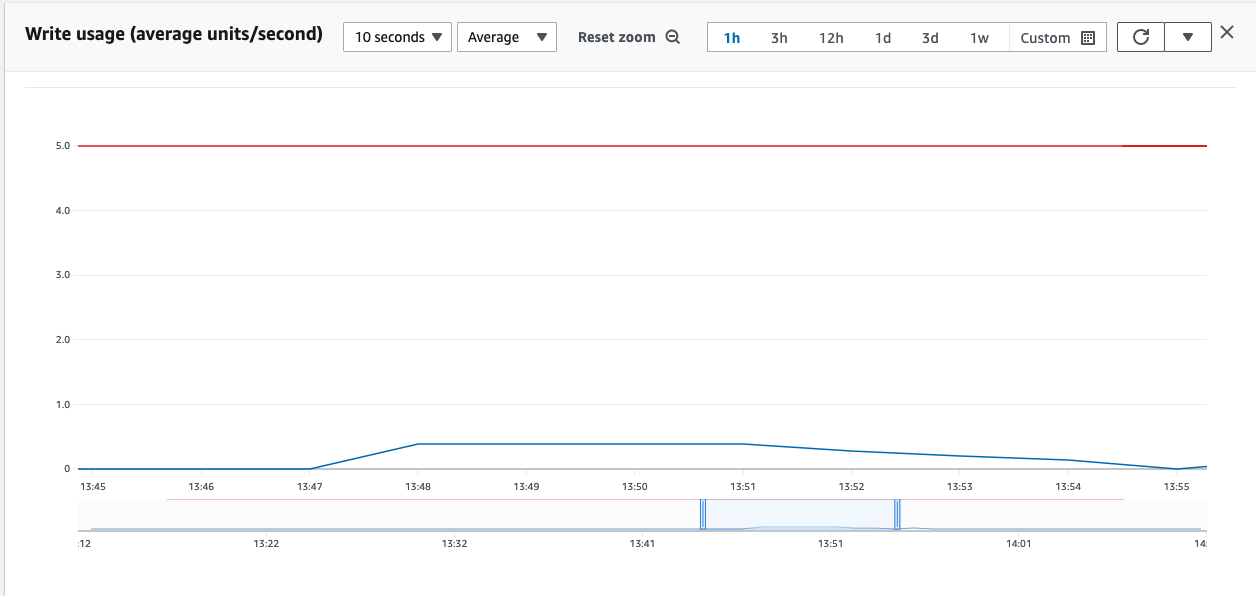 Write usage (average units/second) 10 seconds Average Reset zoom 1h 3h 12h 1d 3d 1w Custom
5.0
4.0
3.0
2.0
1.0
0
13:45 13:46 13:47 13:48 13:49 13:50 13:51 13:52 13:53 13:54 13:55
:12 13:22 13:32 13:41 13:51 14:01 14: